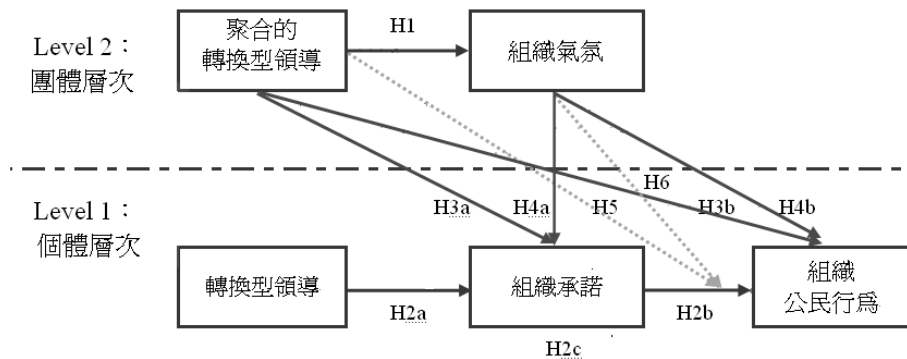 Level 2：
團體層次
聚合的
轉換型領導
H1
組織氣氛
H6
H3a
H4a
H5
H3b
H4b
Level 1：
個體層次
轉換型領導
H2a
組織承諾
H2b
組織
公民行為
H2c